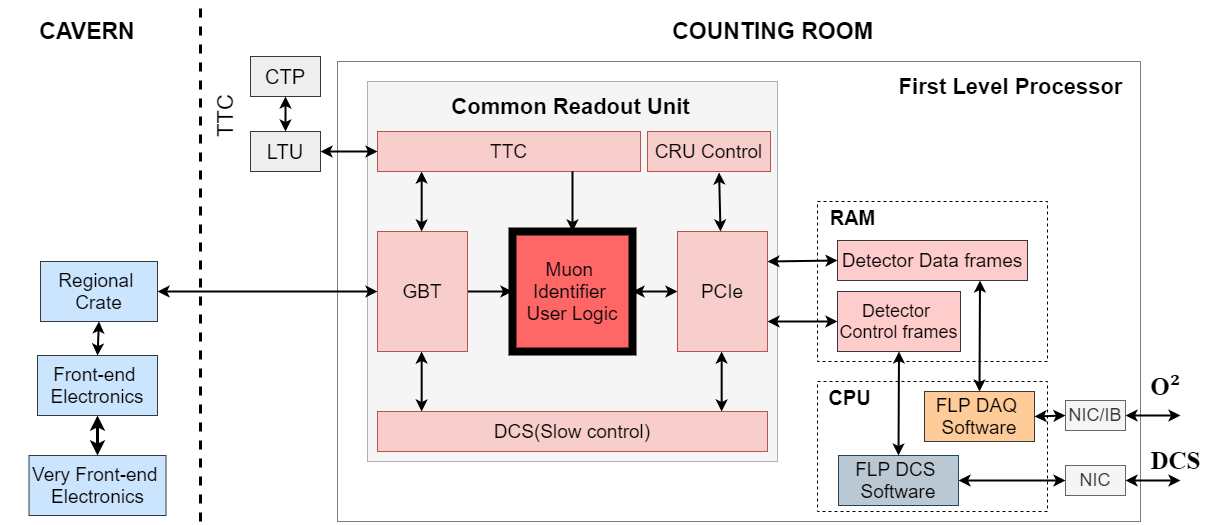 CAVERN
COUNTING ROOM
TTC
CTP
LTU
First Level Processor
Common Readout Unit
TTC
CRU Control
GBT
Muon
Identifier
User Logic
PCIe
DCS(Slow control)
Regional
Crate
Front-end
Electronics
Very Front-end
Electronics
RAM
Detector Data frames
Detector
Control frames
CPU
FLP DAQ
Software
FLP DCS
Software
NIC/IB
NIC
O²
DCS